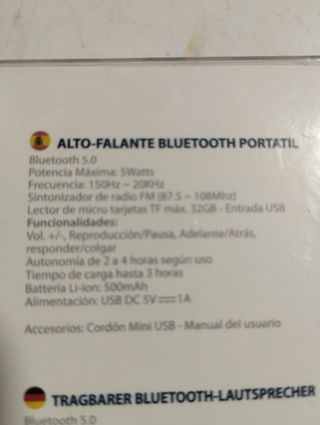 ALTO-FALANTE BLUETOOTH PORTATIL
Bluetooth 5.0
Potencia Máxima: 5Watts
Frecuencia: 150Hz ~ 20KHz
Sintonizador de radio FM (87.5 ~ 108Mhz)
Lector de micro tarjetas TF máx. 32GB - Entrada USB
Funcionalidades:
Vol. +/-, Reproducción/Pausa, Adelante/Atrás,
responder/colgar
Autonomía de 2 a 4 horas según uso
Tiempo de carga hasta 3 horas
Batería Li-ion: 500mAh
Alimentación: USB DC 5V⎓1A
Accesorios: Cordón Mini USB - Manual del usuario
TRAGBARER BLUETOOTH-LAUTSPRECHER
Bluetooth 5.0